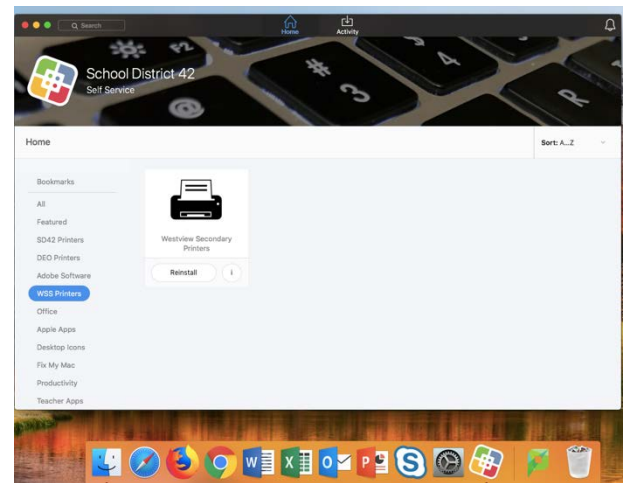 Search
Home
Activity
School District 42
Self Service
Home
Sort: A...Z
Bookmarks
All
Featured
SD42 Printers
DEO Printers
Adobe Software
WSS Printers
Office
Apple Apps
Desktop Icons
Fix My Mac
Productivity
Teacher Apps
Westview Secondary
Printers
Reinstall
i